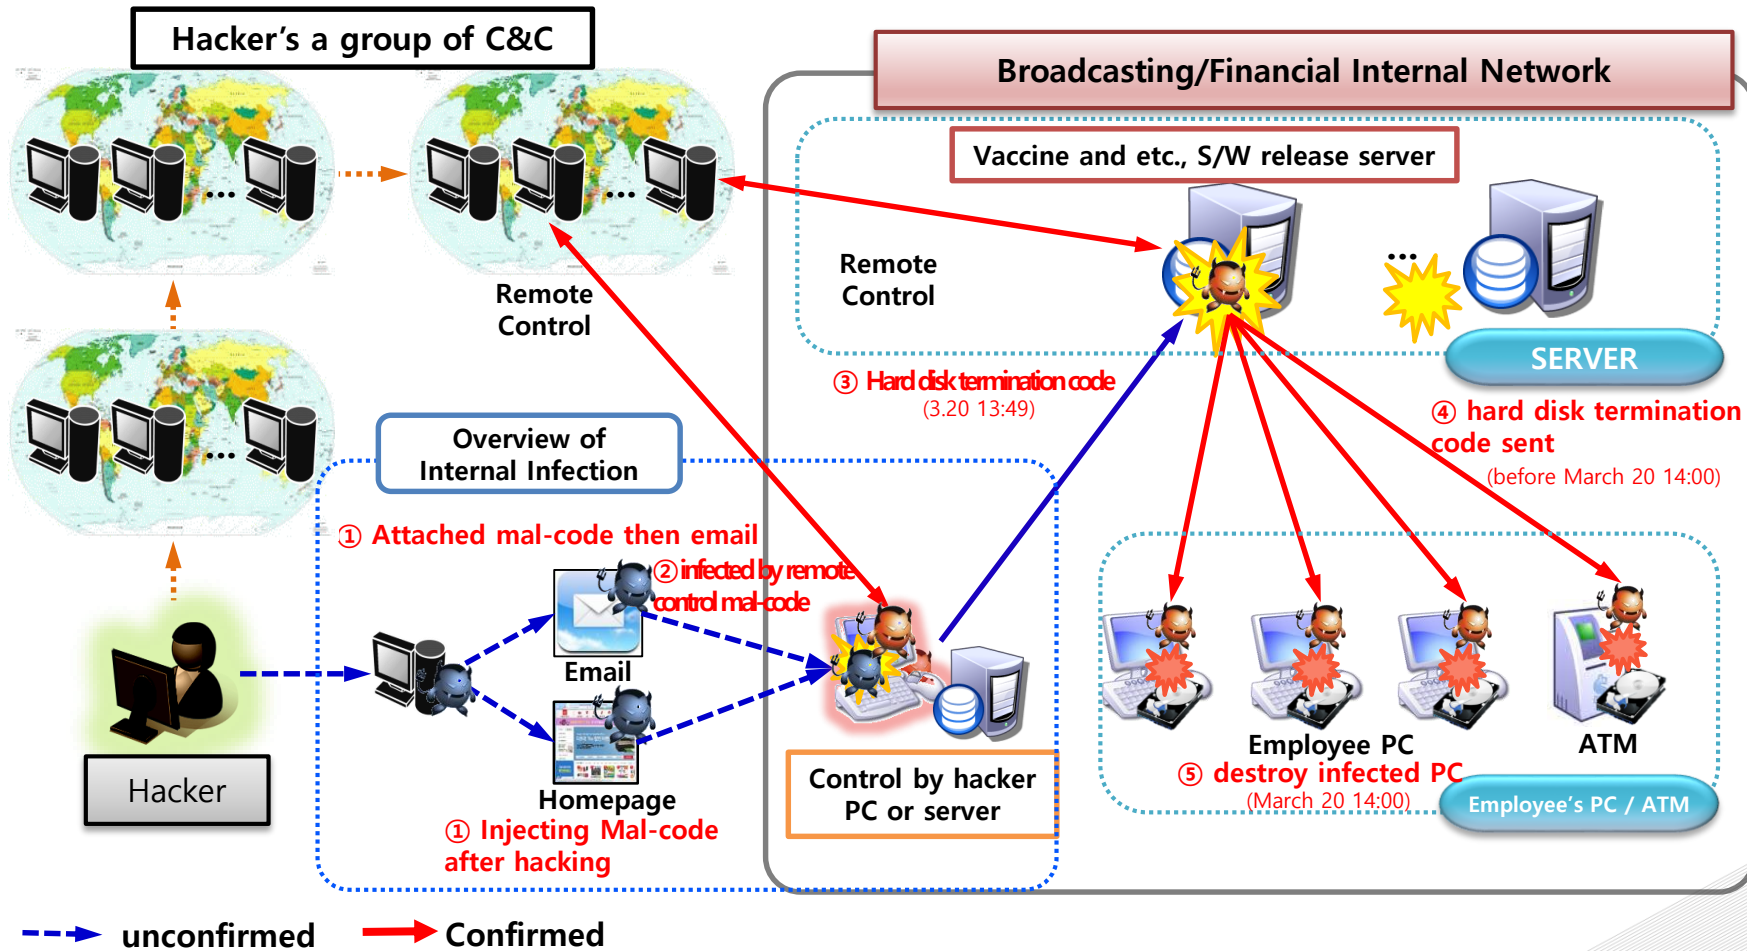 Hacker's a group of C&C
Broadcasting/Financial Internal Network
Vaccine and etc., S/W release server
...
...
...
Remote
Control
Remote
Control
...
SERVER
③ Hard disk termination code
(3.20 13:49)
④ hard disk termination
code sent
(before March 20 14:00)
Overview of
Internal Infection
...
① Attached mal-code then email
② infected by remote
control mal-code
Email
Homepage
① Injecting Mal-code
after hacking
Hacker
Control by hacker
PC or server
Employee PC
ATM
⑤ destroy infected PC
(March 20 14:00)
Employee's PC / ATM
unconfirmed
Confirmed